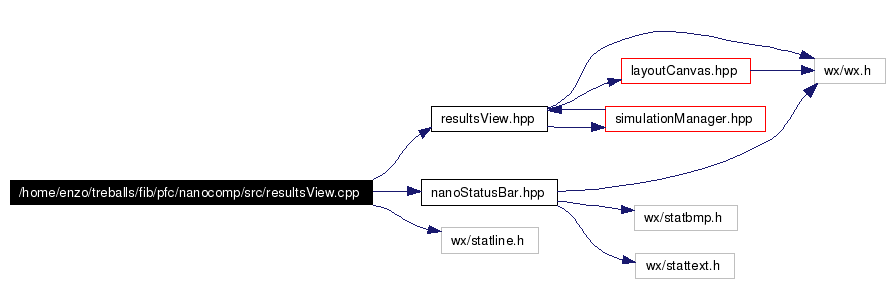 wx/wx.h
layoutCanvas.hpp
resultsView.hpp
simulationManager.hpp
/home/enzo/treballs/fib/pfc/nanocomp/src/resultsView.cpp
nanoStatusBar.hpp
wx/statbmp.h
wx/statline.h
wx/stattext.h